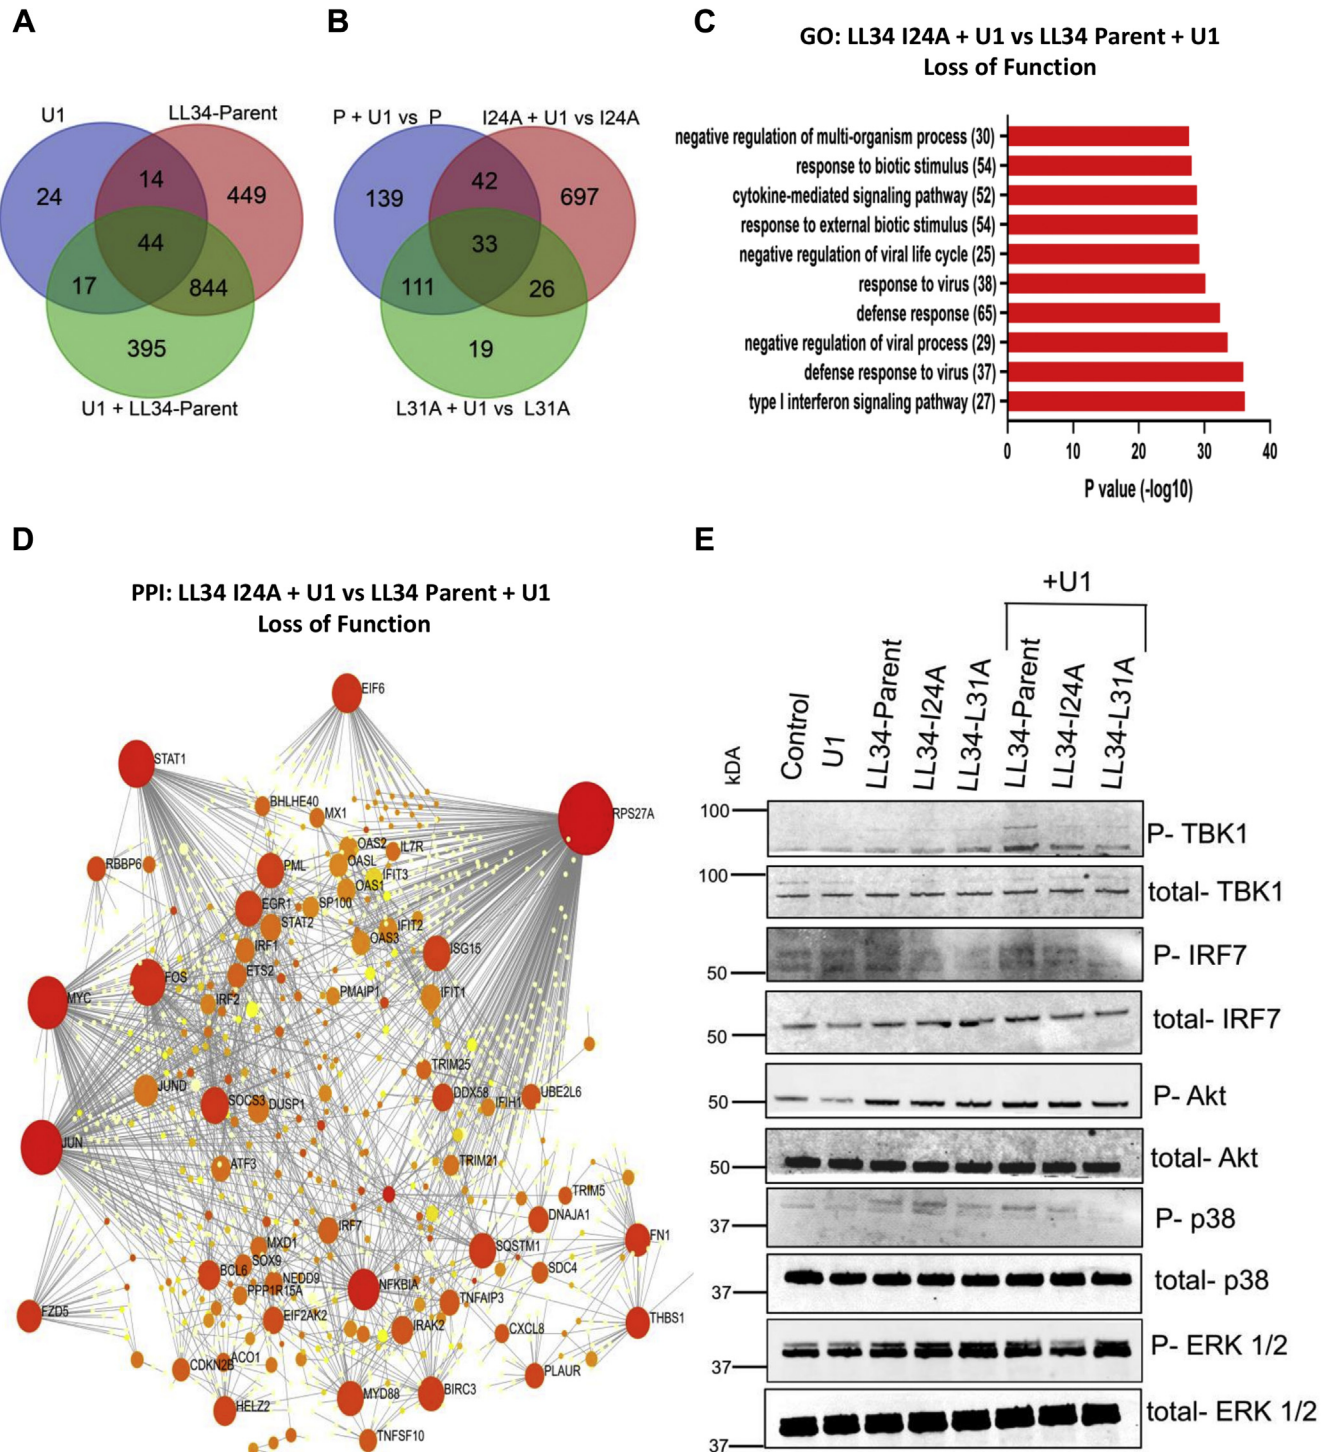 A
B
C
GO: LL34 I24A + U1 vs LL34 Parent + U1
Loss of Function
U1
LL34-Parent
24
14
449
44
17
844
395
U1 + LL34-Parent
P + U1 vs P
I24A + U1 vs I24A
139
42
697
33
111
26
19
L31A + U1 vs L31A
negative regulation of multi-organism process (30)
response to biotic stimulus (54)
cytokine-mediated signaling pathway (52)
response to external biotic stimulus (54)
negative regulation of viral life cycle (25)
response to virus (38)
defense response (65)
negative regulation of viral process (29)
defense response to virus (37)
type I interferon signaling pathway (27)
0 10 20 30 40
P value (-log10)
D
PPI: LL34 I24A + U1 vs LL34 Parent + U1
Loss of Function
EIF6
STAT1
RPS27A
BHLHE40
MX1
OAS2
IL7R
OASL
RBBP6
PML
IFIT3
OAS1
EGR1
SP100
STAT2
IFIT2
OAS3
IRF1
ISG15
ETS2
FOS
MYC
IRF2
PMAIP1
IFIT1
TRIM25
JUND
DDX58
UBE2L6
SOCS3
DUSP1
IFIH1
JUN
ATF3
TRIM21
TRIM5
DNAJA1
IRF7
FN1
MXD1
SQSTM1
SOX9
BCL6
NEDD9
SDC4
NFKBIA
PPP1R15A
TNFAIP3
FZD5
EIF2AK2
IRAK2
THBS1
CXCL8
ACO1
CDKN2B
PLAUR
MYD88
BIRC3
HELZ2
TNFSF10
E
+U1
kDA
Control
U1
LL34-Parent
LL34-I24A
LL34-L31A
LL34-Parent
LL34-I24A
LL34-L31A
100
P- TBK1
100
total- TBK1
P- IRF7
50
total- IRF7
50
P- Akt
50
total- Akt
50
P- p38
37
total- p38
37
P- ERK 1/2
37
total- ERK 1/2
37